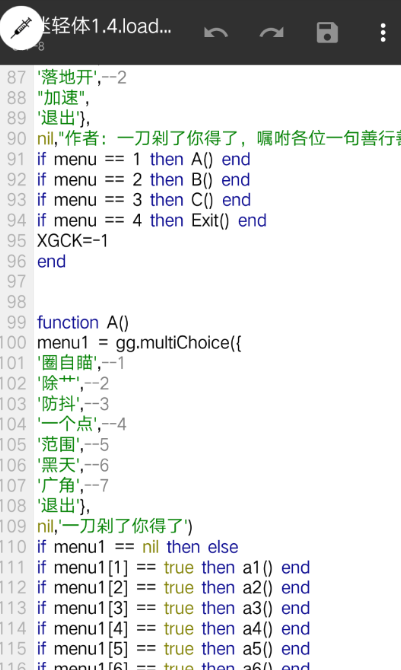 迷轻体1.4.load...
-8
87 '落地开',--2
88 "加速",
89 '退出'},
90 nil,"作者：一刀剁了你得了，嘱咐各位一句善行善
91 if menu == 1 then A() end
92 if menu == 2 then B() end
93 if menu == 3 then C() end
94 if menu == 4 then Exit() end
95 XGCK=-1
96 end
97
98
99 function A()
100 menu1 = gg.multiChoice({
101 '圈自瞄',--1
102 '除艹',--2
103 '防抖',--3
104 '一个点',--4
105 '范围',--5
106 '黑天',--6
107 '广角',--7
108 '退出'},
109 nil,'一刀剁了你得了')
110 if menu1 == nil then else
111 if menu1[1] == true then a1() end
112 if menu1[2] == true then a2() end
113 if menu1[3] == true then a3() end
114 if menu1[4] == true then a4() end
115 if menu1[5] == true then a5() end
116 if menu1[6] == true then a6() end